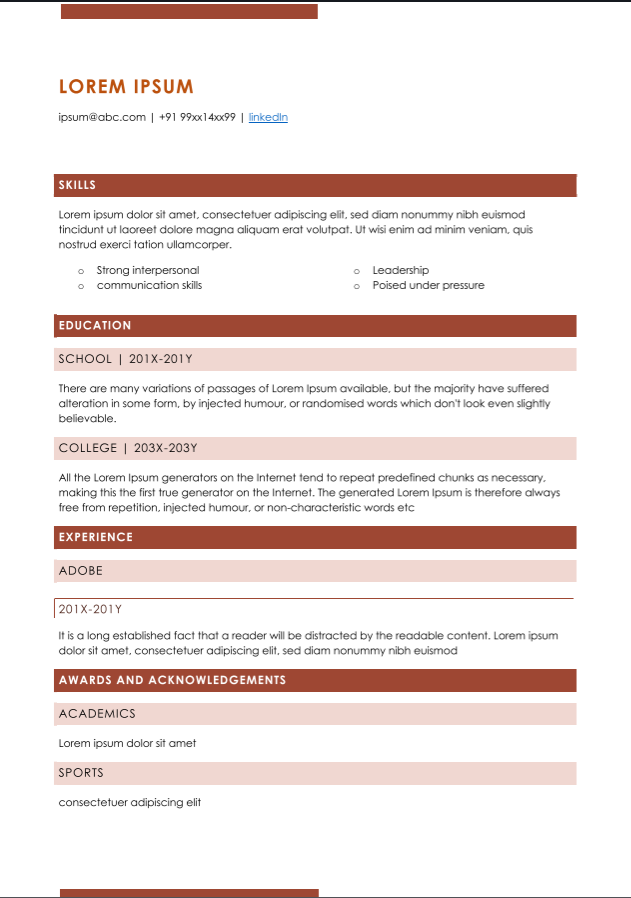 LOREM IPSUM
ipsum@abc.com | +91 99xx14xx99 | linkedIn
SKILLS
Lorem ipsum dolor sit amet, consectetuer adipiscing elit, sed diam nonummy nibh euismod
tincidunt ut laoreet dolore magna aliquam erat volutpat. Ut wisi enim ad minim veniam, quis
nostrud exerci tation ullamcorper.
o Strong interpersonal
o communication skills
o Leadership
o Poised under pressure
EDUCATION
SCHOOL | 201X-201Y
There are many variations of passages of Lorem Ipsum available, but the majority have suffered
alteration in some form, by injected humour, or randomised words which don't look even slightly
believable.
COLLEGE | 203X-203Y
All the Lorem Ipsum generators on the Internet tend to repeat predefined chunks as necessary,
making this the first true generator on the Internet. The generated Lorem Ipsum is therefore always
free from repetition, injected humour, or non-characteristic words etc
EXPERIENCE
ADOBE
201X-201Y
It is a long established fact that a reader will be distracted by the readable content. Lorem ipsum
dolor sit amet, consectetuer adipiscing elit, sed diam nonummy nibh euismod
AWARDS AND ACKNOWLEDGEMENTS
ACADEMICS
Lorem ipsum dolor sit amet
SPORTS
consectetuer adipiscing elit